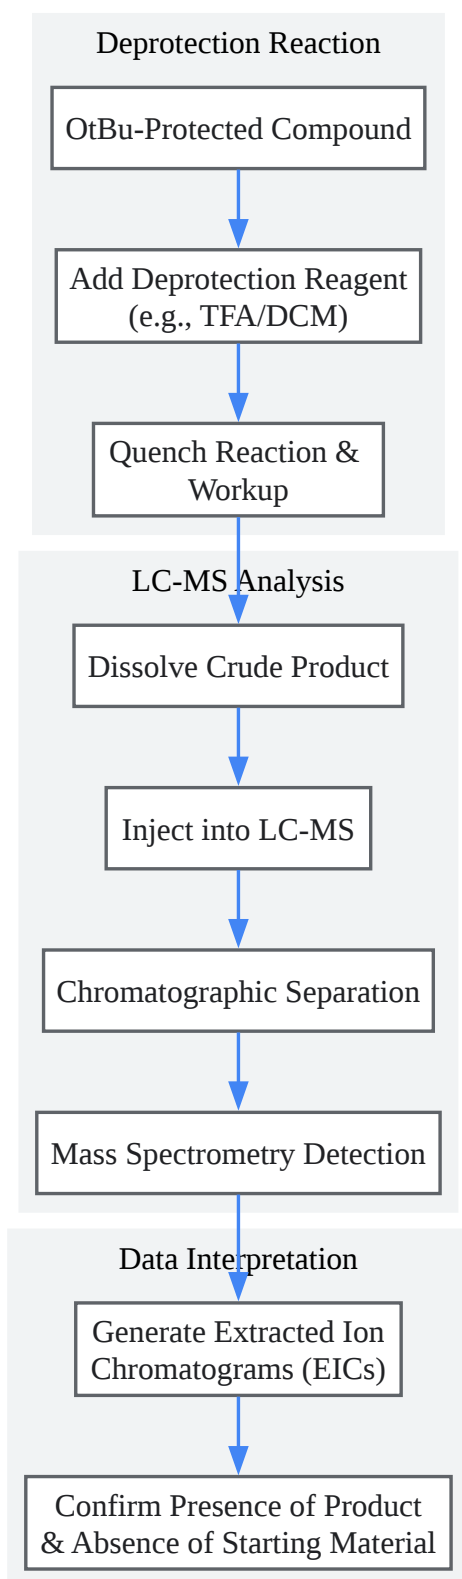 Deprotection Reaction
OtBu-Protected Compound
Add Deprotection Reagent
(e.g., TFA/DCM)
Quench Reaction &
Workup
LC-MS Analysis
Dissolve Crude Product
Inject into LC-MS
Chromatographic Separation
Mass Spectrometry Detection
Data Interpretation
Generate Extracted Ion
Chromatograms (EICs)
Confirm Presence of Product
& Absence of Starting Material